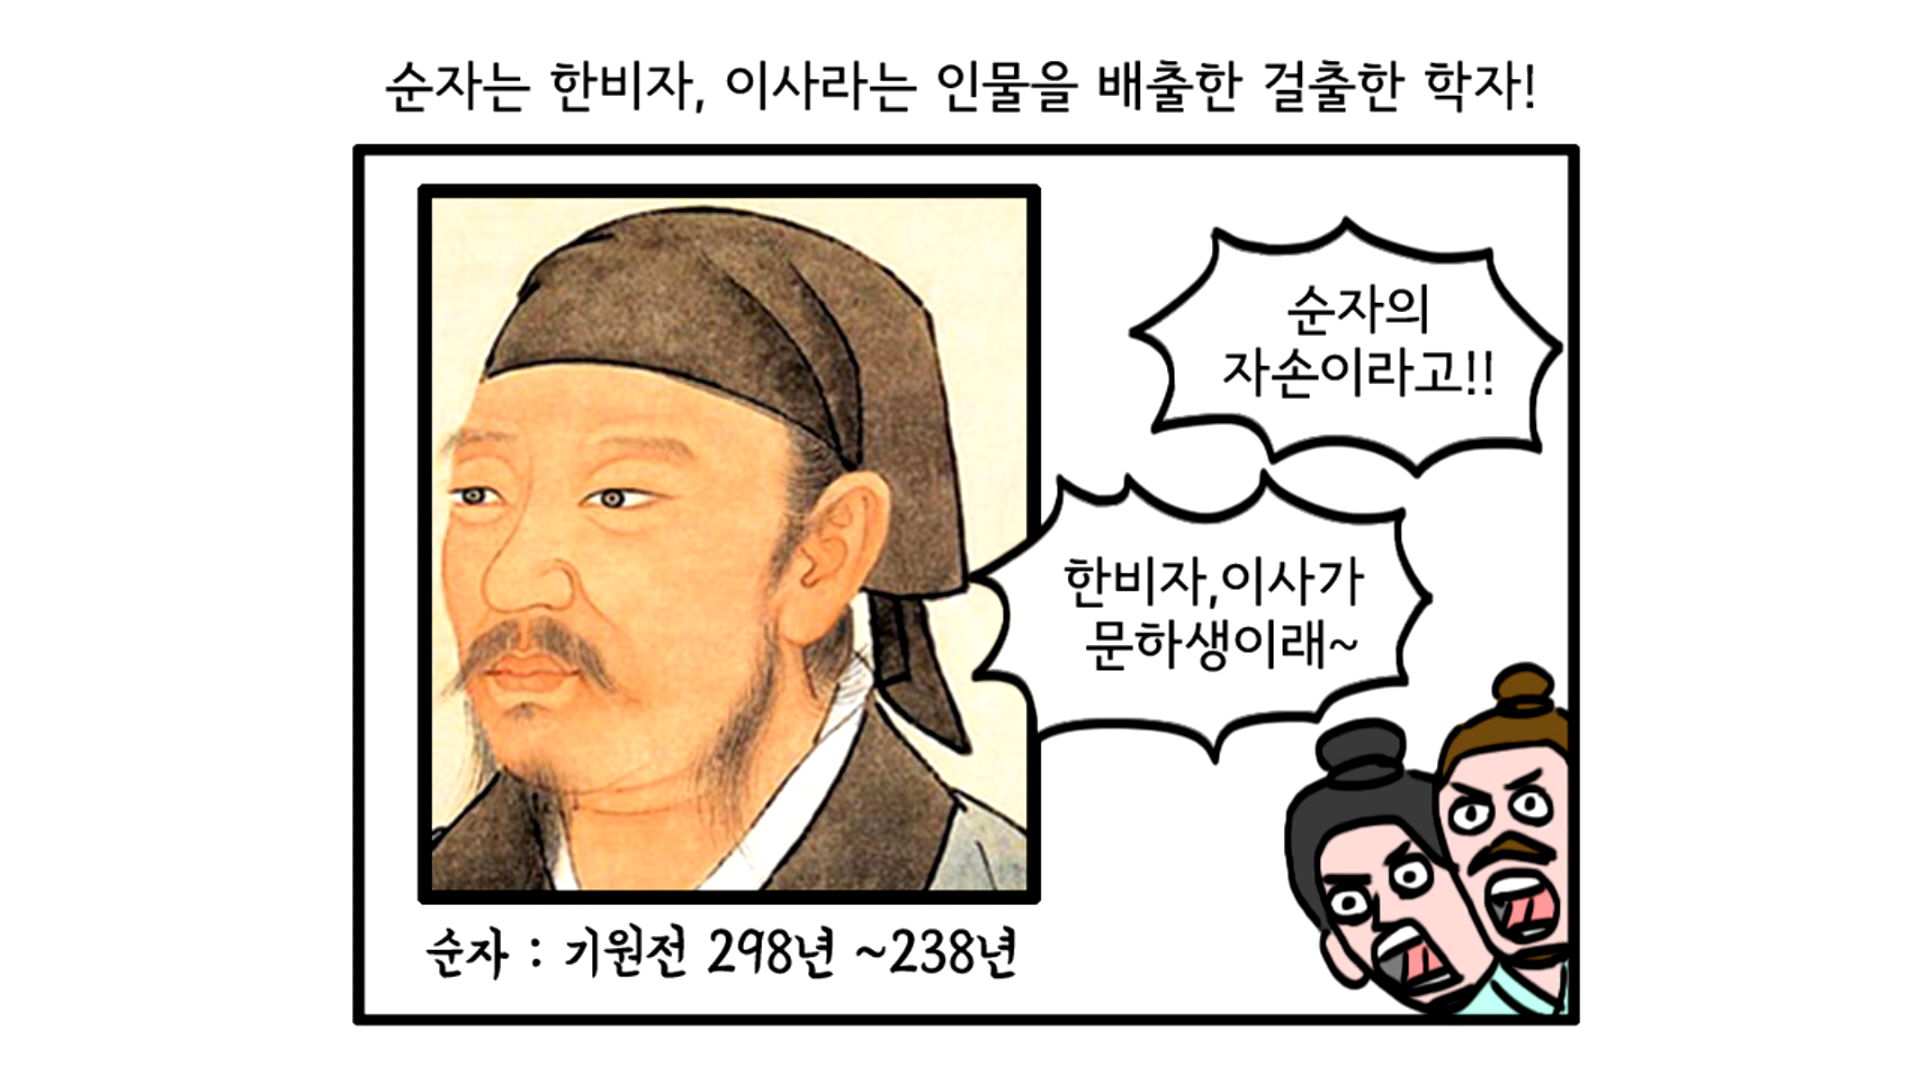 순자는 한비자, 이사라는 인물을 배출한 걸출한 학자!
순자의
자손이라고!!
한비자,이사가
문하생이래~
순자 : 기원전 298년 ~238년